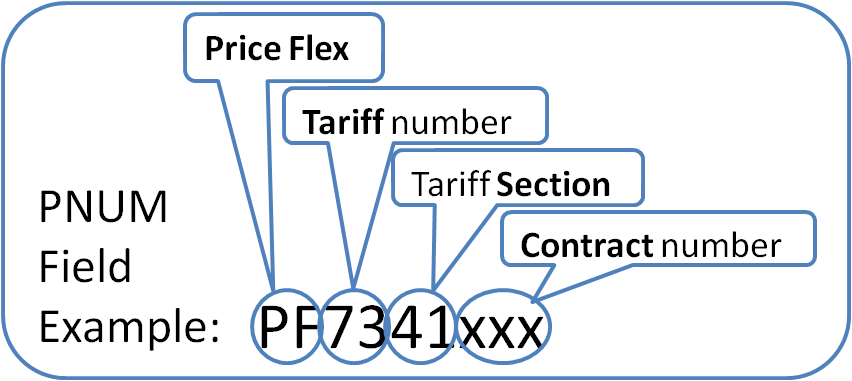 Price Flex
Tariff number
Tariff Section
Contract number
PNUM
Field
Example: PF7341xxx